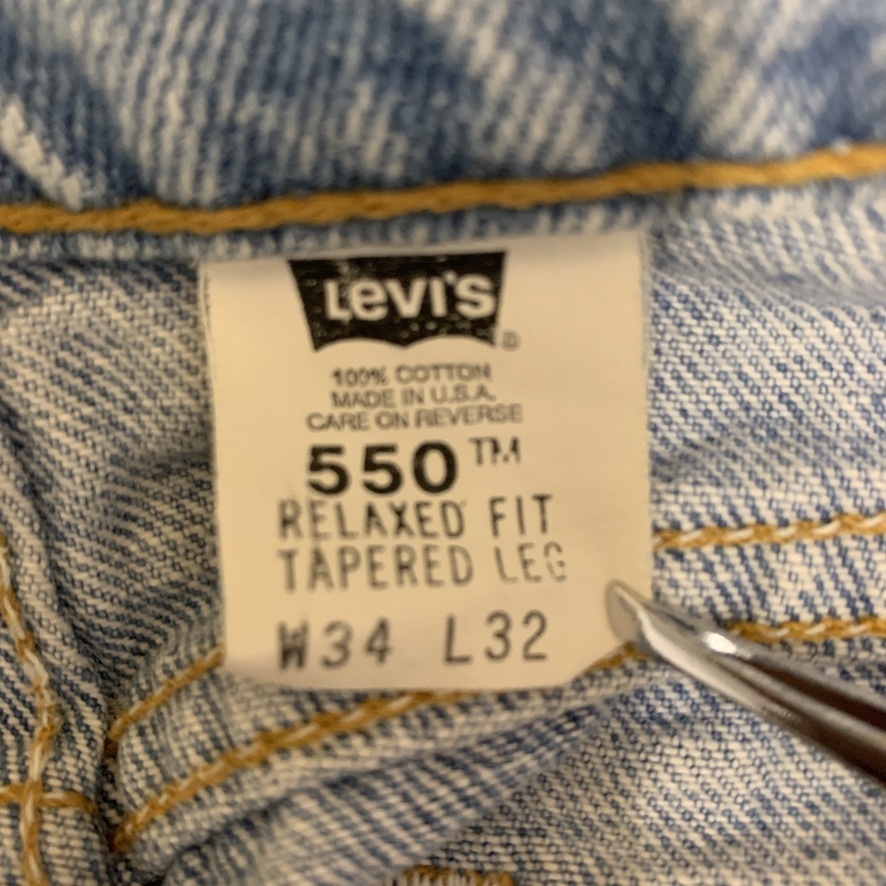 Levi's ®
100% COTTON
MADE IN U.S.A.
CARE ON REVERSE
550™
RELAXED FIT
TAPERED LEG
W34 L32